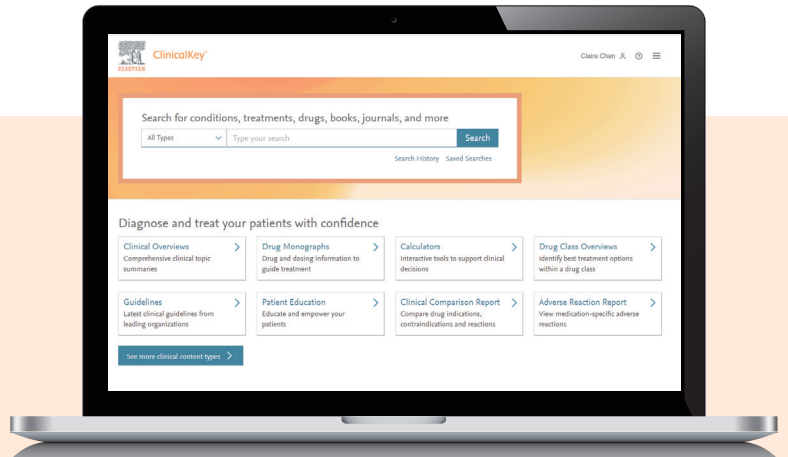 ELSEVIER
ClinicalKey®
Claire Chen
Search for conditions, treatments, drugs, books, journals, and more
All Types
Type your search
Search
Search History Saved Searches
Diagnose and treat your patients with confidence
Clinical Overviews
Comprehensive clinical topic
summaries
Drug Monographs
Drug and dosing information to
guide treatment
Calculators
Interactive tools to support clinical
decisions
Drug Class Overviews
Identify best treatment options
within a drug class
Guidelines
Latest clinical guidelines from
leading organizations
Patient Education
Educate and empower your
patients
Clinical Comparison Report
Compare drug indications,
contraindications and reactions
Adverse Reaction Report
View medication-specific adverse
reactions
See more clinical content types